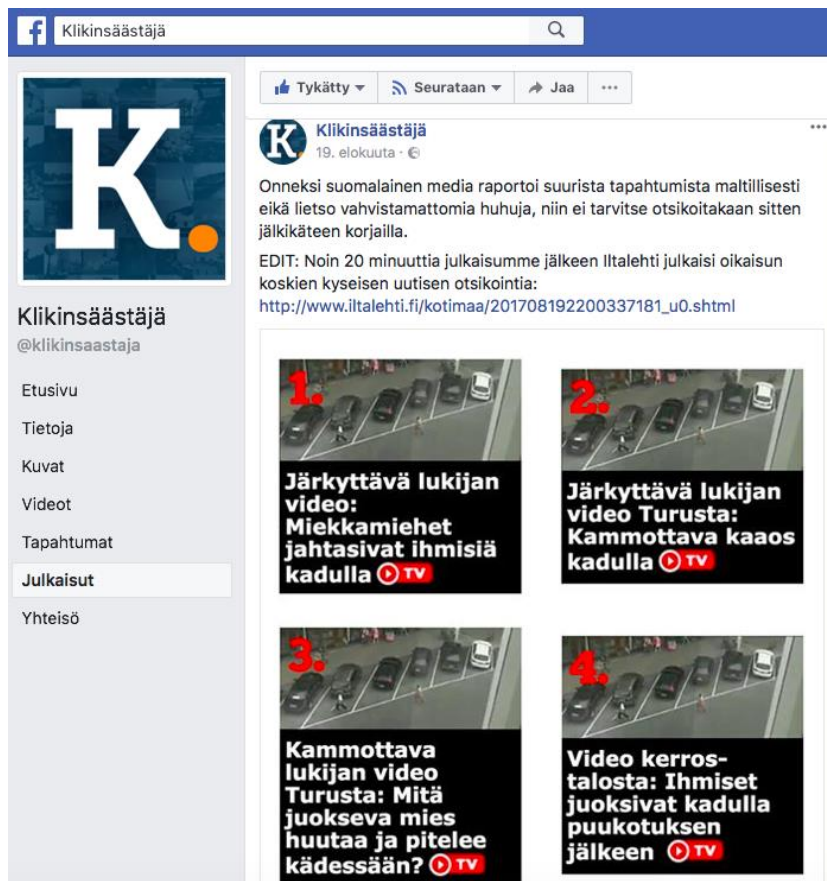 Klikinsäästäjä
K.
Klikinsäästäjä
@klikinsaastaja
Etusivu
Tietoja
Kuvat
Videot
Tapahtumat
Julkaisut
Yhteisö
Tykätty
Seurataan
Jaa
K.
Klikinsäästäjä
19. elokuuta ·
Onneksi suomalainen media raportoi suurista tapahtumista maltillisesti
eikä lietso vahvistamattomia huhuja, niin ei tarvitse otsikoitakaan sitten
jälkikäteen korjailla.
EDIT: Noin 20 minuuttia julkaisumme jälkeen Iltalehti julkaisi oikaisun
koskien kyseisen uutisen otsikointia:
http://www.iltalehti.fi/kotimaa/201708192200337181_u0.shtml
1.
Järkyttävä lukijan
video:
Miekkamiehet
jahtasivat ihmisiä
kadulla TV
2.
Järkyttävä lukijan
video Turusta:
Kammottava kaaos
kadulla TV
3.
Kammottava
lukijan video
Turusta: Mitä
juokseva mies
huutaa ja pitelee
kädessään? TV
4.
Video kerros-
talosta: Ihmiset
juoksivat kadulla
puukotuksen
jälkeen TV